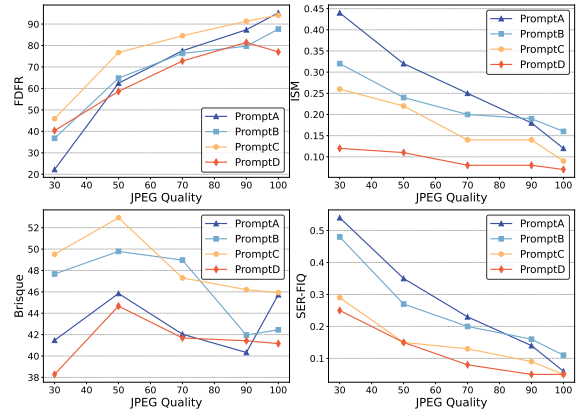 FDFR
90
80
70
60
50
40
30
20
30 40 50 60 70 80 90 100
JPEG Quality
PromptA
PromptB
PromptC
PromptD
ISM
0.45
0.40
0.35
0.30
0.25
0.20
0.15
0.10
30 40 50 60 70 80 90 100
JPEG Quality
PromptA
PromptB
PromptC
PromptD
Brisque
52
50
48
46
44
42
40
38
30 40 50 60 70 80 90 100
JPEG Quality
PromptA
PromptB
PromptC
PromptD
SER-FIQ
0.5
0.4
0.3
0.2
0.1
30 40 50 60 70 80 90 100
JPEG Quality
PromptA
PromptB
PromptC
PromptD